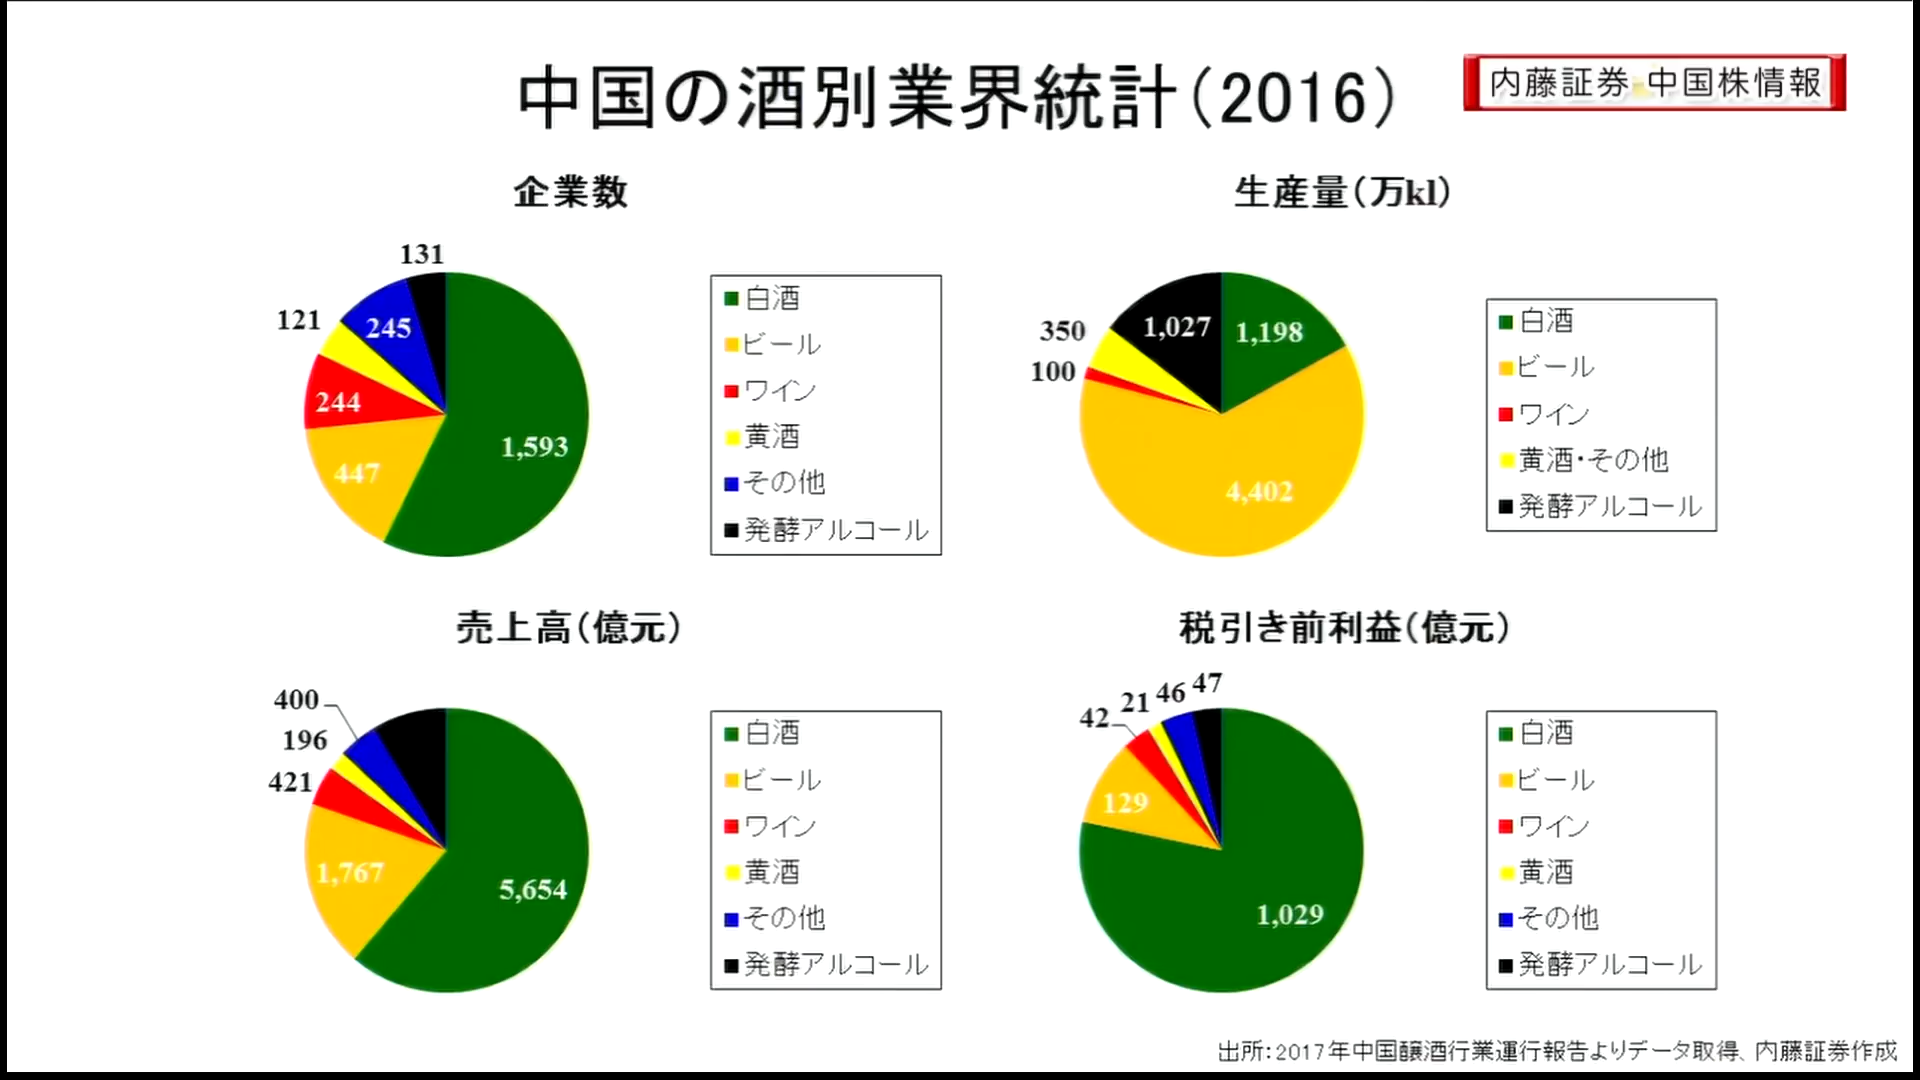 中国の酒別業界統計（2016）
内藤証券 中国株情報
企業数
131
121
245
244
447
1,593
白酒
ビール
ワイン
黄酒
その他
発酵アルコール
生産量（万kl）
350
100
1,027
1,198
4,402
白酒
ビール
ワイン
黄酒・その他
発酵アルコール
売上高（億元）
400
196
421
1,767
5,654
白酒
ビール
ワイン
黄酒
その他
発酵アルコール
税引き前利益（億元）
42
21
46
47
129
1,029
白酒
ビール
ワイン
黄酒
その他
発酵アルコール
出所：2017年中国醸酒行業運行報告よりデータ取得、内藤証券作成